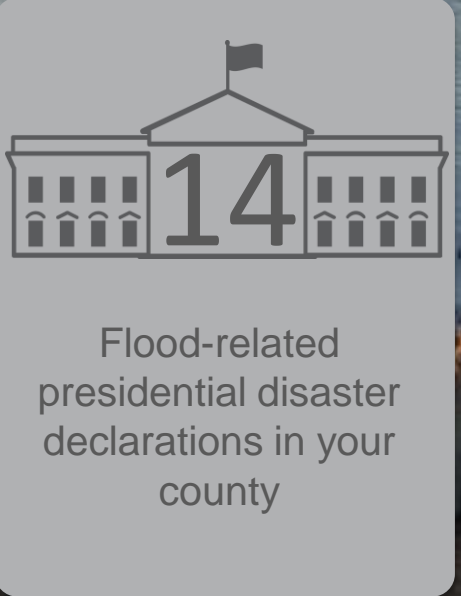 14
Flood-related
presidential disaster
declarations in your
county